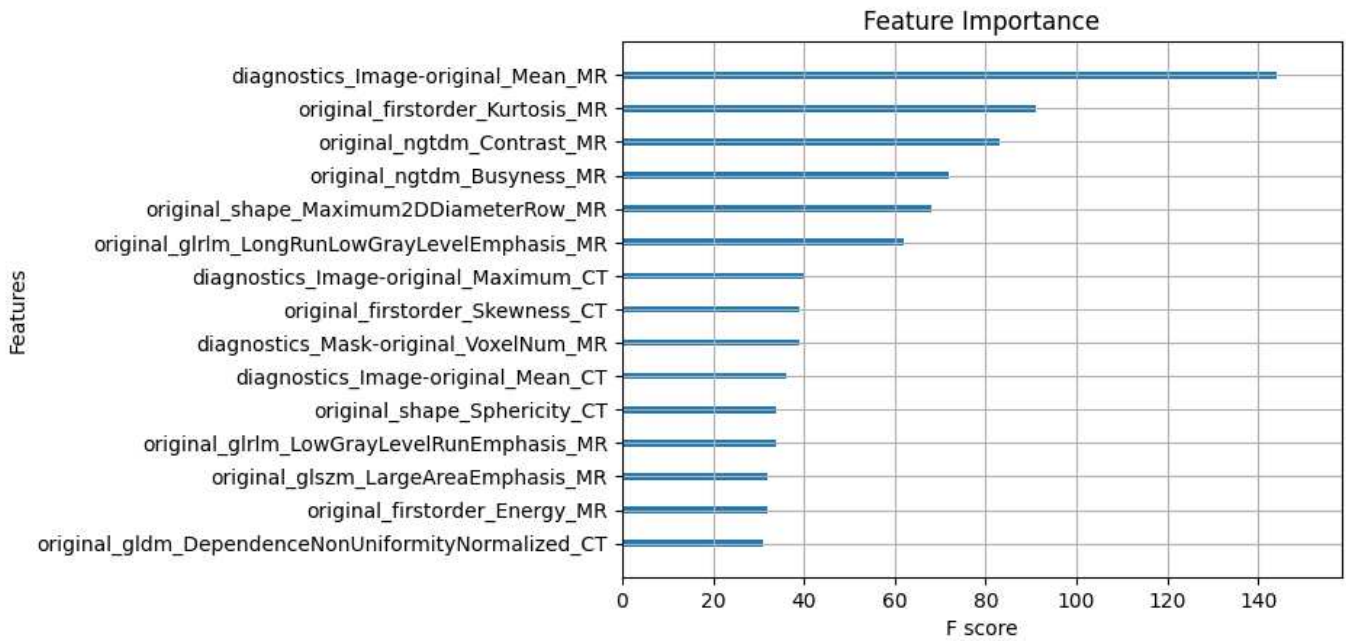 Feature Importance
diagnostics_Image-original_Mean_MR
original_firstorder_Kurtosis_MR
original_ngtdm_Contrast_MR
original_ngtdm_Busyness_MR
original_shape_Maximum2DDiameterRow_MR
original_glrlm_LongRunLowGrayLevelEmphasis_MR
diagnostics_Image-original_Maximum_CT
original_firstorder_Skewness_CT
diagnostics_Mask-original_VoxelNum_MR
diagnostics_Image-original_Mean_CT
original_shape_Sphericity_CT
original_glrlm_LowGrayLevelRunEmphasis_MR
original_glszm_LargeAreaEmphasis_MR
original_firstorder_Energy_MR
original_gldm_DependenceNonUniformityNormalized_CT
Features
0 20 40 60 80 100 120 140
F score